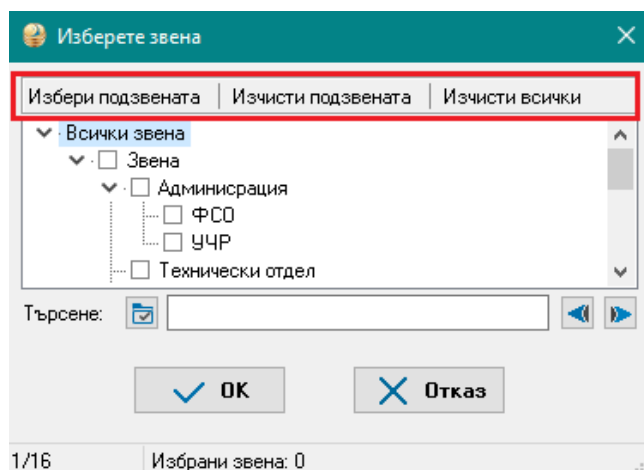 Изберете звена
Избери подзвената Изчисти подзвената Изчисти всички
Всички звена
Звена
Админисрация
ФСО
УЧР
Технически отдел
Търсене:
OK Отказ
1/16 Избрани звена: 0